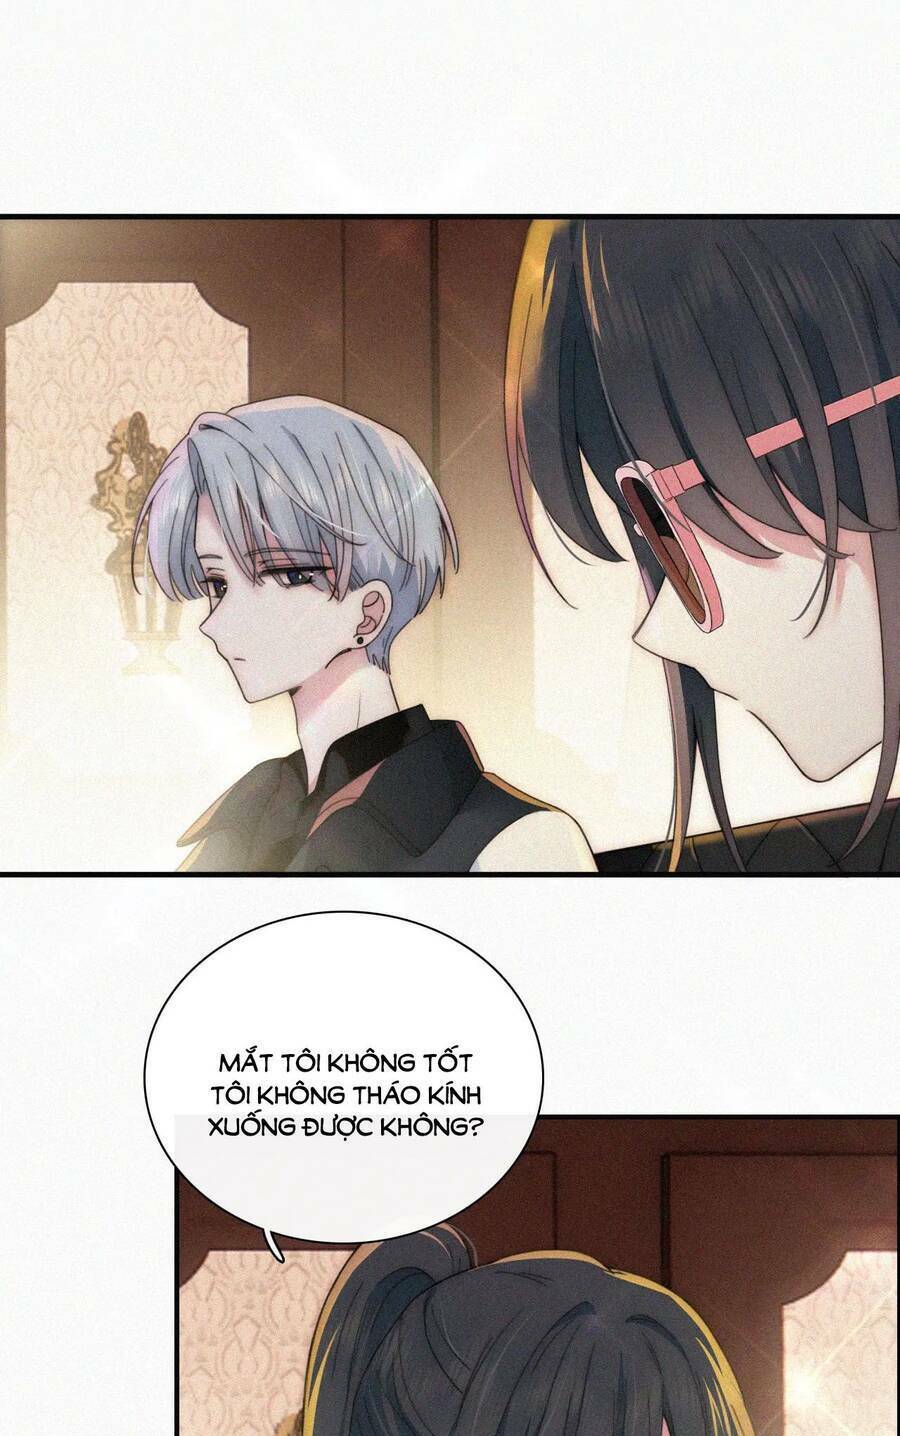 MẮT TÔI KHÔNG TỐT
TÔI KHÔNG THÁO KÍNH
XUỐNG ĐƯỢC KHÔNG?